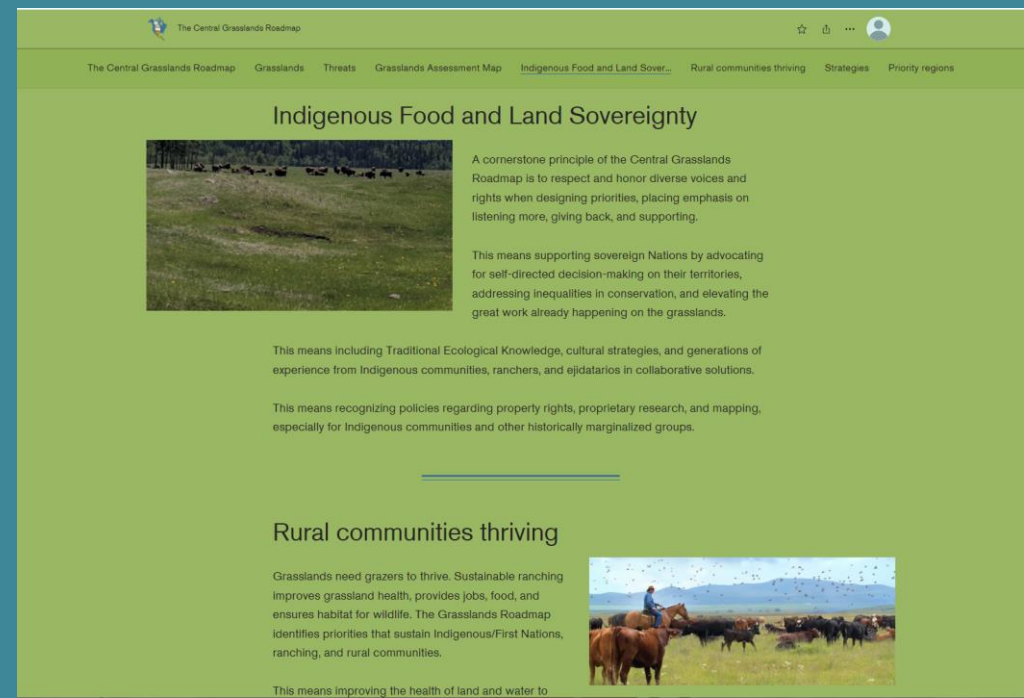 The Central Grasslands Roadmap
The Central Grasslands Roadmap Grasslands Threats Grasslands Assessment Map Indigenous Food and Land Sover... Rural communities thriving Strategies Priority regions
Indigenous Food and Land Sovereignty
A cornerstone principle of the Central Grasslands
Roadmap is to respect and honor diverse voices and
rights when designing priorities, placing emphasis on
listening more, giving back, and supporting.
This means supporting sovereign Nations by advocating
for self-directed decision-making on their territories,
addressing inequalities in conservation, and elevating the
great work already happening on the grasslands.
This means including Traditional Ecological Knowledge, cultural strategies, and generations of
experience from Indigenous communities, ranchers, and ejidatarios in collaborative solutions.
This means recognizing policies regarding property rights, proprietary research, and mapping,
especially for Indigenous communities and other historically marginalized groups.
Rural communities thriving
Grasslands need grazers to thrive. Sustainable ranching
improves grassland health, provides jobs, food, and
ensures habitat for wildlife. The Grasslands Roadmap
identifies priorities that sustain Indigenous/First Nations,
ranching, and rural communities.
This means improving the health of land and water to